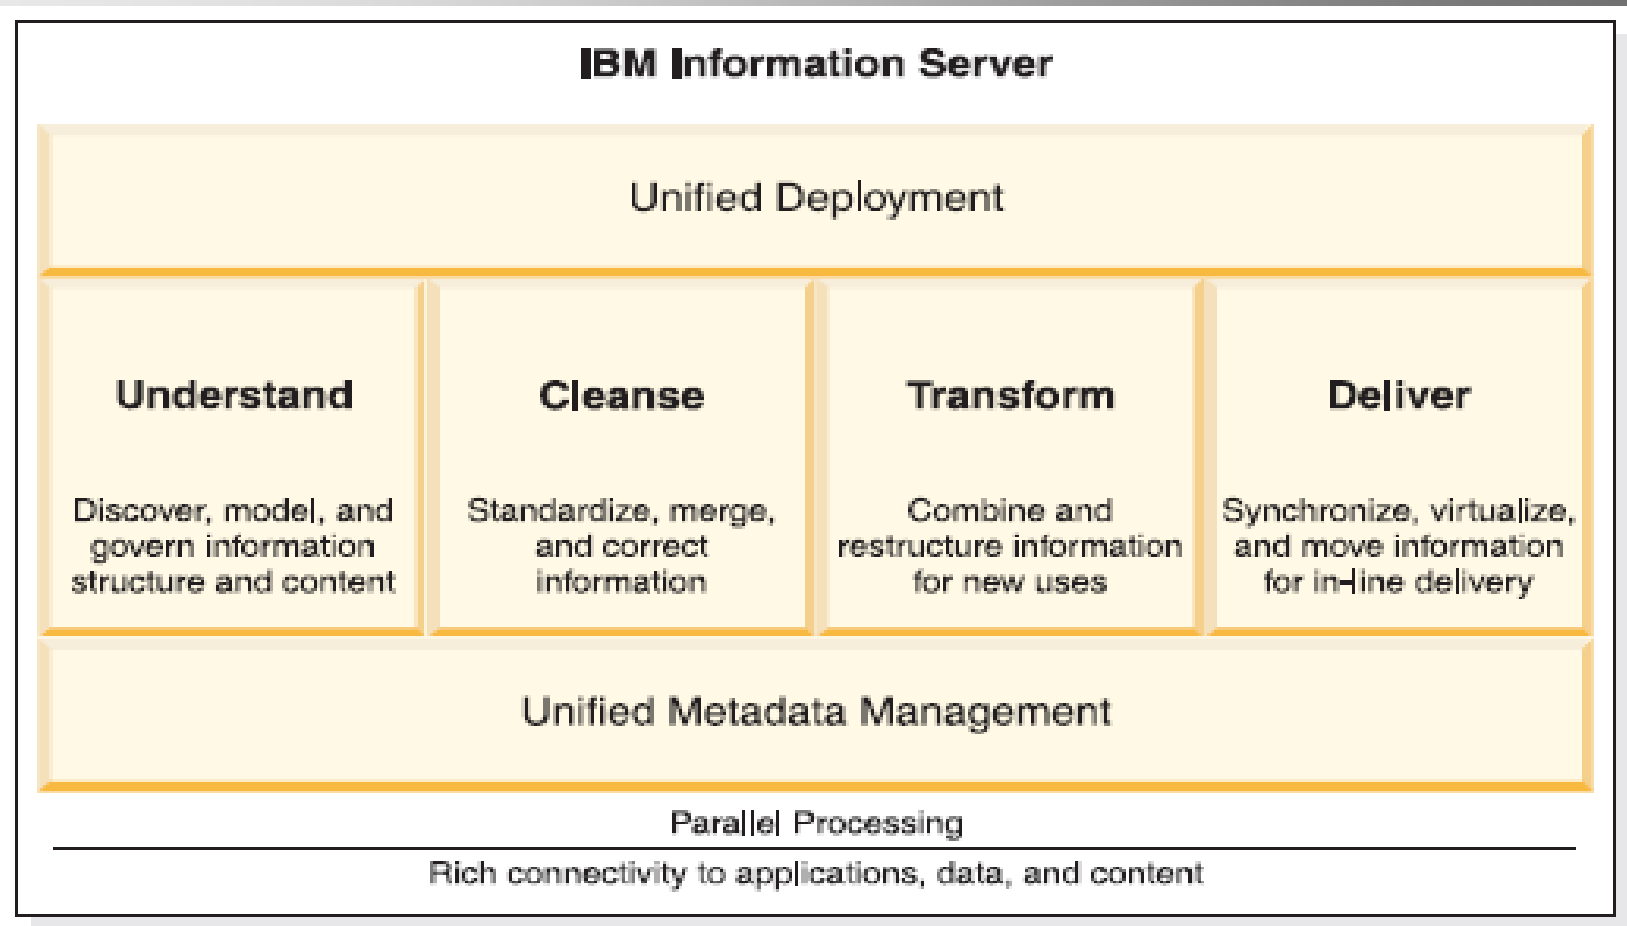 IBM Information Server
Unified Deployment
Understand
Discover, model, and
govern information
structure and content
Cleanse
Standardize, merge,
and correct
information
Transform
Combine and
restructure information
for new uses
Deliver
Synchronize, virtualize,
and move information
for in-line delivery
Unified Metadata Management
Parallel Processing
Rich connectivity to applications, data, and content